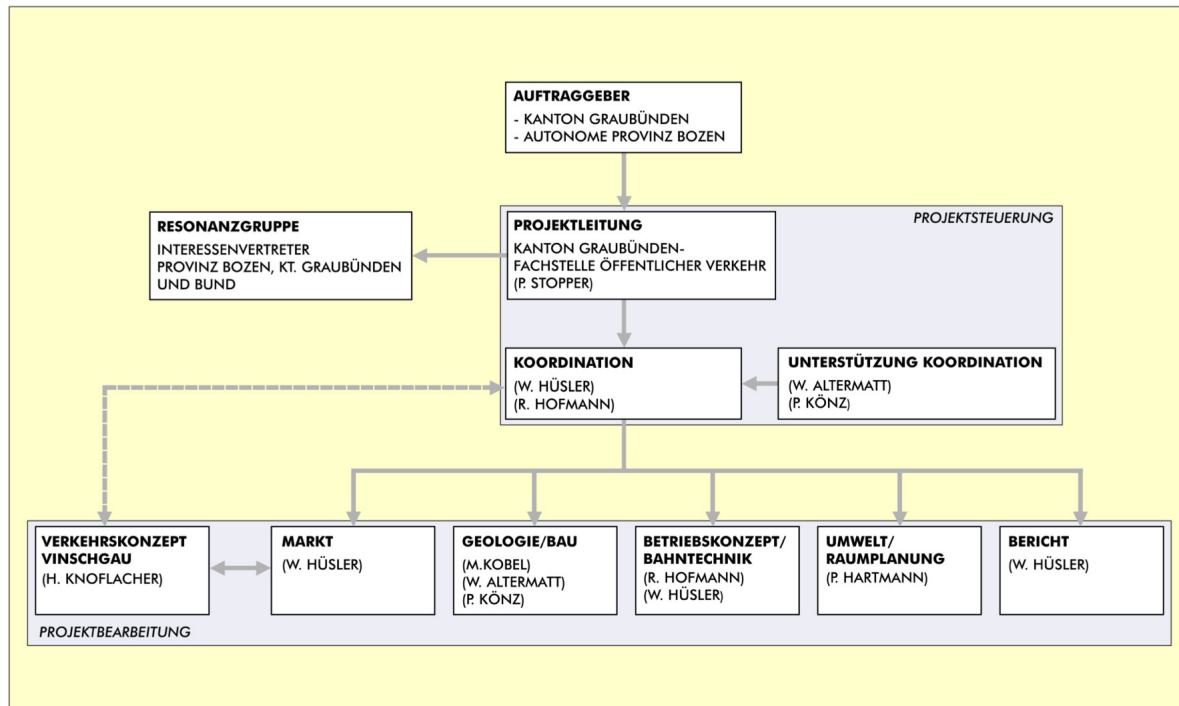 AUFTRAGGEBER
- KANTON GRAUBÜNDEN
- AUTONOME PROVINZ BOZEN
PROJEKTSTEUERUNG
RESONANZGRUPPE
INTERESSENVERTRETER
PROVINZ BOZEN, KT. GRAUBÜNDEN
UND BUND
PROJEKTLEITUNG
KANTON GRAUBÜNDEN-
FACHSTELLE ÖFFENTLICHER VERKEHR
(P. STOPPER)
KOORDINATION
(W. HÜSLER)
(R. HOFMANN)
UNTERSTÜTZUNG KOORDINATION
(W. ALTERMATT)
(P. KÖNZ)
VERKEHRSKONZEPT
VINSCHGAU
(H. KNOFLACHER)
MARKT
(W. HÜSLER)
GEOLOGIE/BAU
(M.KOBEL)
(W. ALTERMATT)
(P. KÖNZ)
BETRIEBSKONZEPT/
BAHNTECHNIK
(R. HOFMANN)
(W. HÜSLER)
UMWELT/
RAUMPLANUNG
(P. HARTMANN)
BERICHT
(W. HÜSLER)
PROJEKTBEARBEITUNG